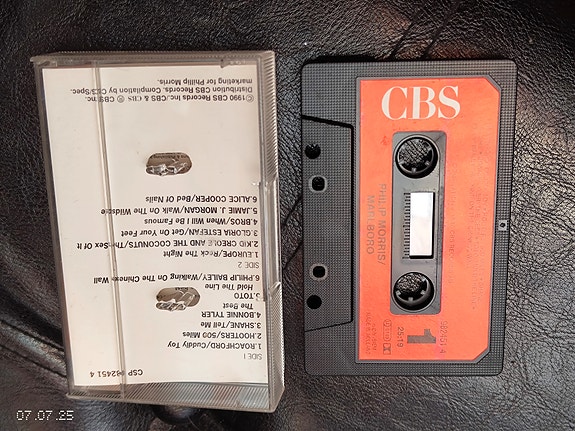 CSP 982451 4
SIDE 1
1.ROACHFORD/Cuddly Toy
2.HOOTERS/500 Miles
3.SHANE/Tell Me
4.BONNIE TYLER
The Best
5.TOTO
Hold The Line
6.PHILIP BAILEY/Walking On The Chinese Wall
SIDE 2
1.EUROPE/Rock The Night
2.KID CREOLE AND THE COCONUTS/The Sex Of It
3.GLORIA ESTEFAN/Get On Your Feet
4.BROS/When Will I Be Famous
5.JAMIE J. MORGAN/Walk On The Wildside
6.ALICE COOPER/Bed Of Nails
©1990 CBS Records Inc./CBS & CBS ® CBS Inc.
Distribution CBS Records. Compilation by CBS/Spec.
marketing for Phillip Morris.
CBS
PHILIP MORRIS/
MARLBORO
982451 4
1
25:19
07.07.25